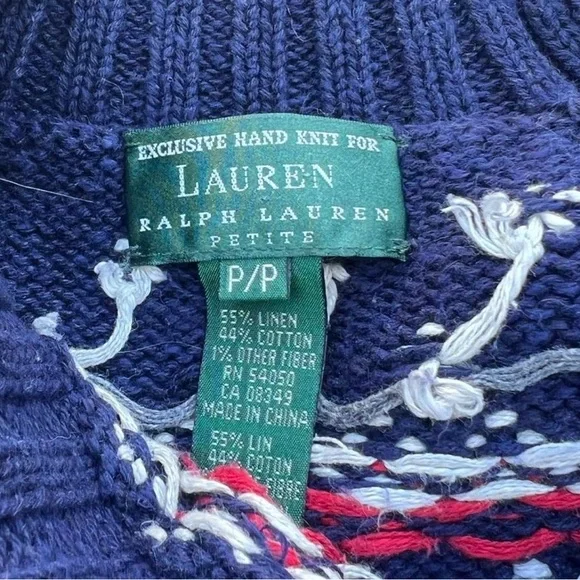 EXCLUSIVE HAND KNIT FOR
LAUREN
RALPH LAUREN
PETITE
P/P
55% LINEN
44% COTTON
1% OTHER FIBER
RN 54050
CA 08349
MADE IN CHINA
55% LIN
44% COTON
FIBRE